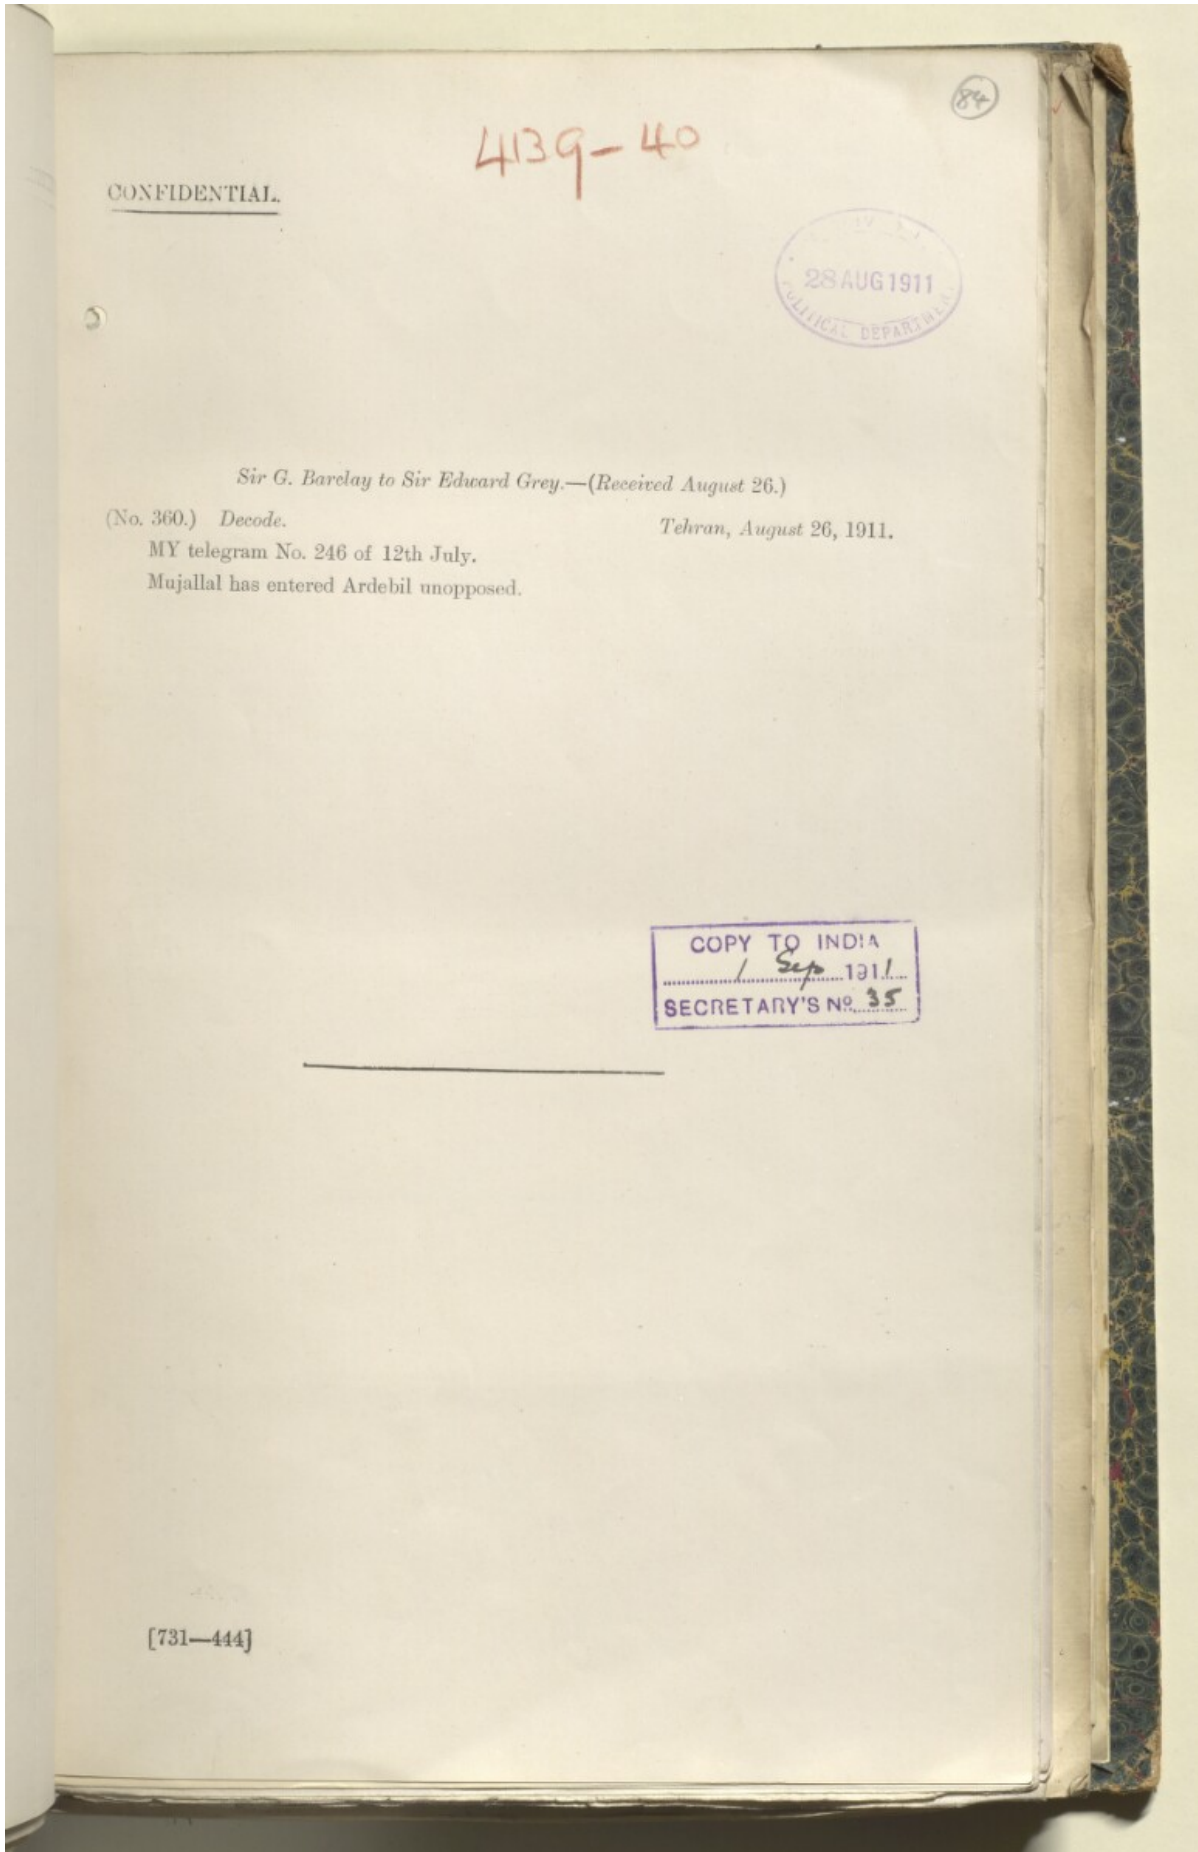 84
4139-40
CONFIDENTIAL.
28 AUG 1911
POLITICAL DEPARTMENT
Sir G. Barclay to Sir Edward Grey.—(Received August 26.)
(No. 360.) Decode. Tehran, August 26, 1911.
MY telegram No. 246 of 12th July.
Mujallal has entered Ardebil unopposed.
COPY TO INDIA
1 Sep 1911
SECRETARY'S Nº 35
[731—444]